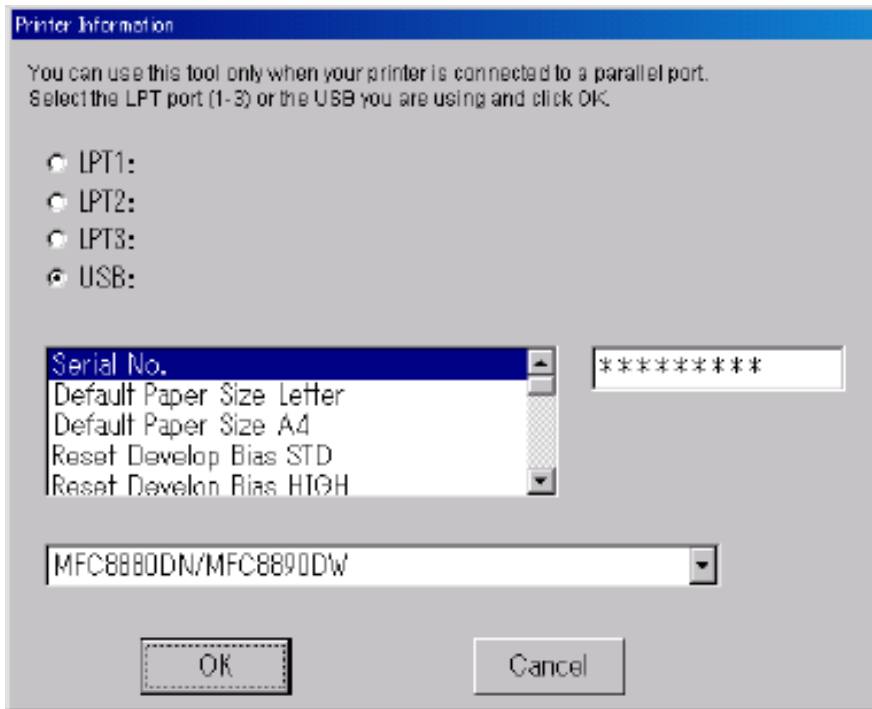 Printer Information
You can use this tool only when your printer is connected to a parallel port.
Select the LPT port (1-3) or the USB you are using and click OK.
LPT1:
LPT2:
LPT3:
USB:
Serial No.
*********
Default Paper Size Letter
Default Paper Size A4
Reset Develop Bias STD
Reset Develop Bias HIGH
MFC8880DN/MFC8890DW
OK
Cancel